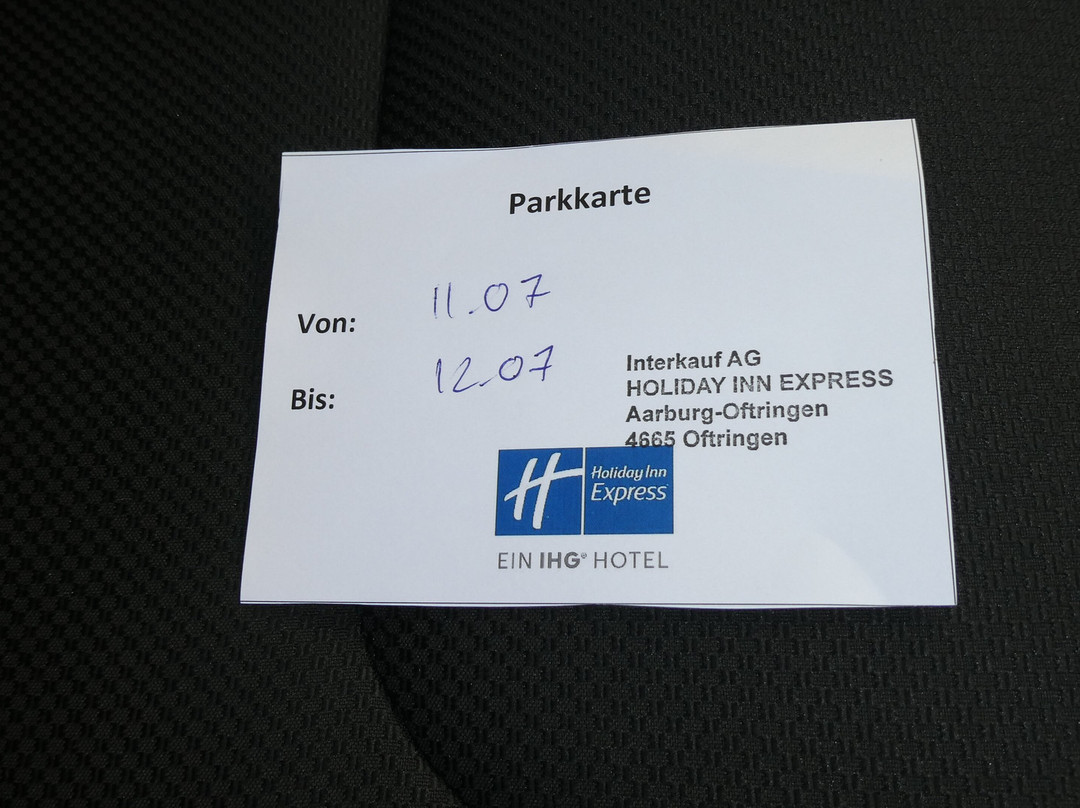 Parkkarte
Von: 11.07
Bis: 12.07
Interkauf AG
HOLIDAY INN EXPRESS
Aarburg-Oftringen
4665 Oftringen
H Holiday Inn
Express
EIN IHG® HOTEL